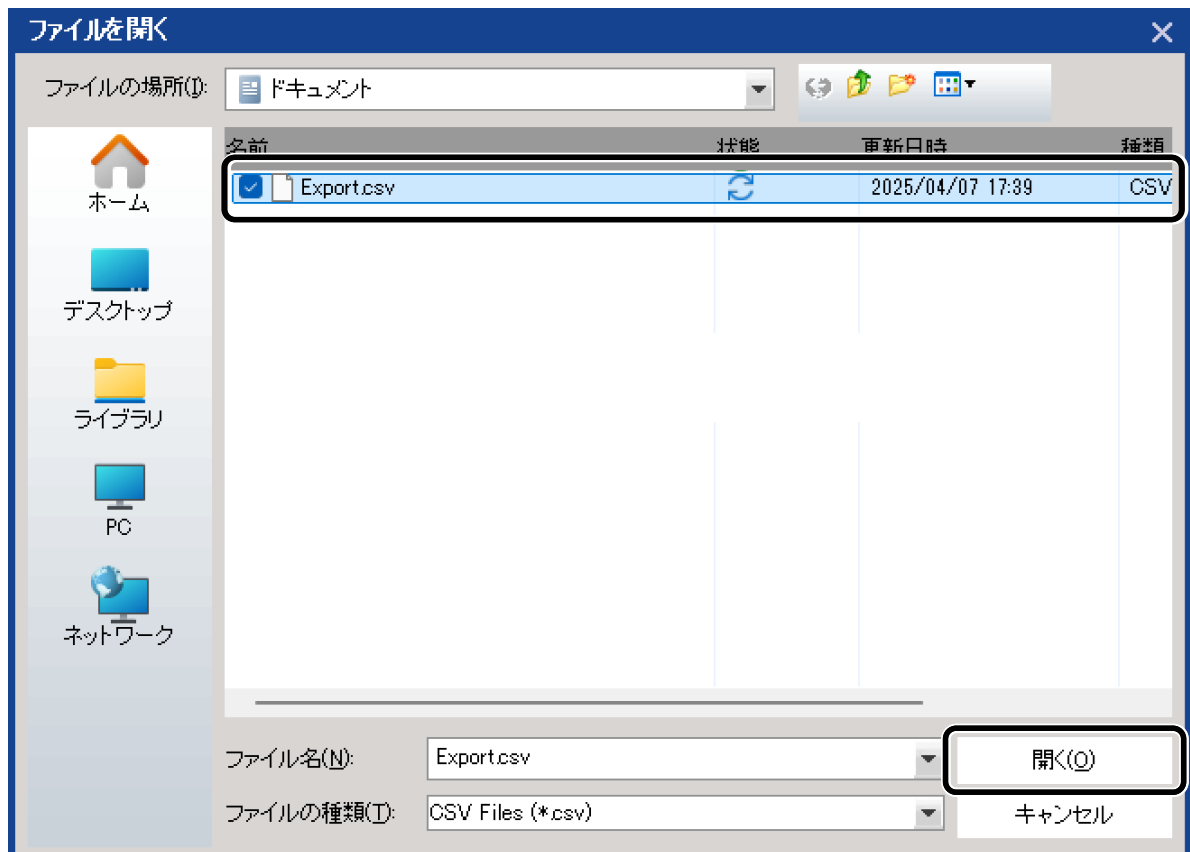 ファイルを開く
ファイルの場所(I):
ドキュメント
名前 状態 更新日時 種類
Export.csv 2025/04/07 17:39 CSV
ホーム
デスクトップ
ライブラリ
PC
ネットワーク
ファイル名(N): Export.csv 開く(O)
ファイルの種類(T): CSV Files (*.csv) キャンセル